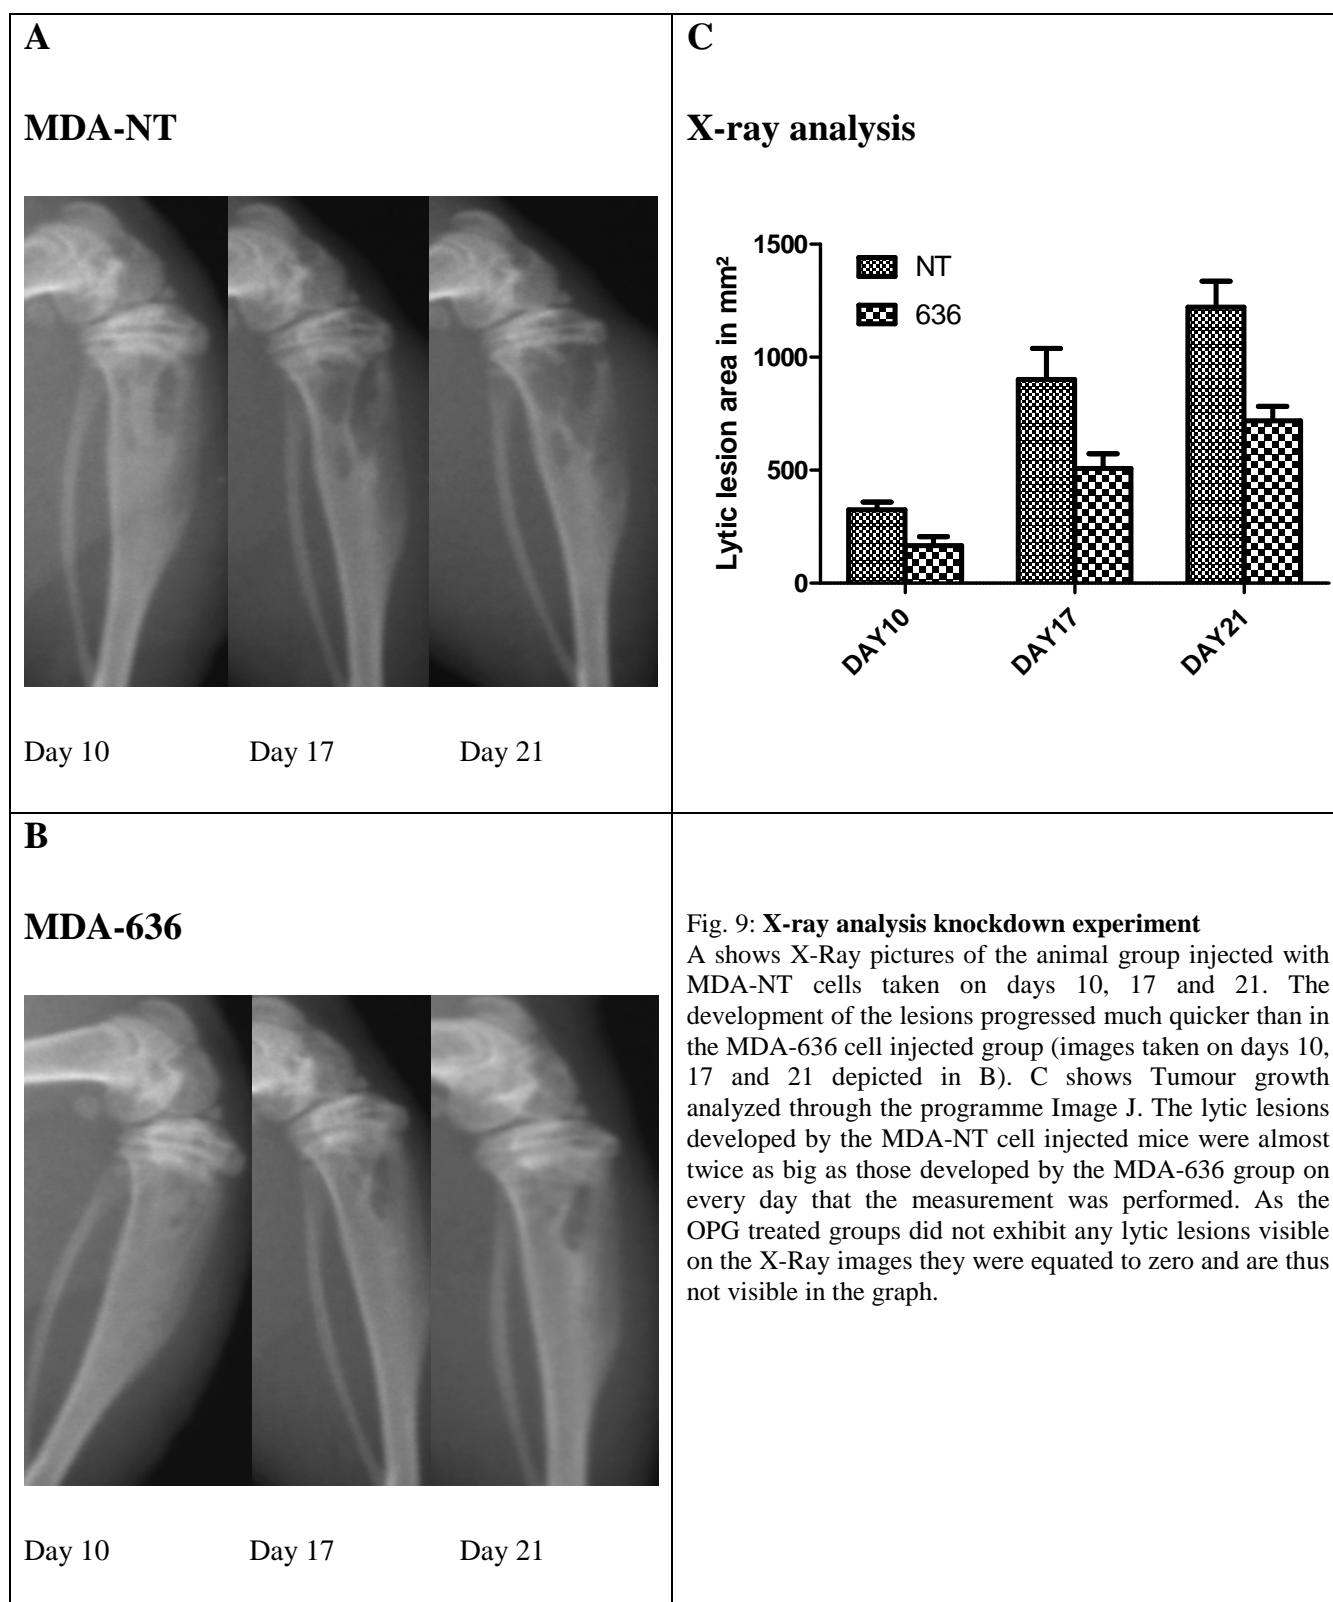 A
MDA-NT
Day 10 Day 17 Day 21
B
MDA-636
Day 10 Day 17 Day 21
C
X-ray analysis
1500
1000
500
0
Lytic lesion area in mm²
NT
636
DAY10
DAY17
DAY21
Fig. 9: X-ray analysis knockdown experiment
A shows X-Ray pictures of the animal group injected with
MDA-NT cells taken on days 10, 17 and 21. The
development of the lesions progressed much quicker than in
the MDA-636 cell injected group (images taken on days 10,
17 and 21 depicted in B). C shows Tumour growth
analyzed through the programme Image J. The lytic lesions
developed by the MDA-NT cell injected mice were almost
twice as big as those developed by the MDA-636 group on
every day that the measurement was performed. As the
OPG treated groups did not exhibit any lytic lesions visible
on the X-Ray images they were equated to zero and are thus
not visible in the graph.